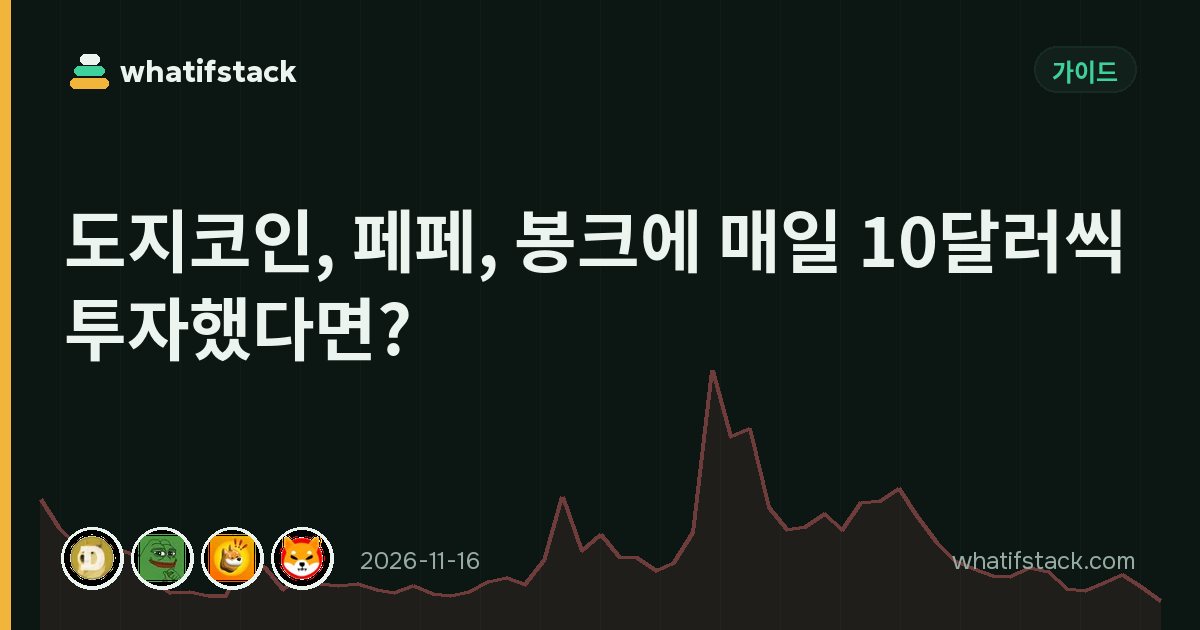 whatifstack
가이드
도지코인, 페페, 봉크에 매일 10달러씩
투자했다면?
2026-11-16
whatifstack.com